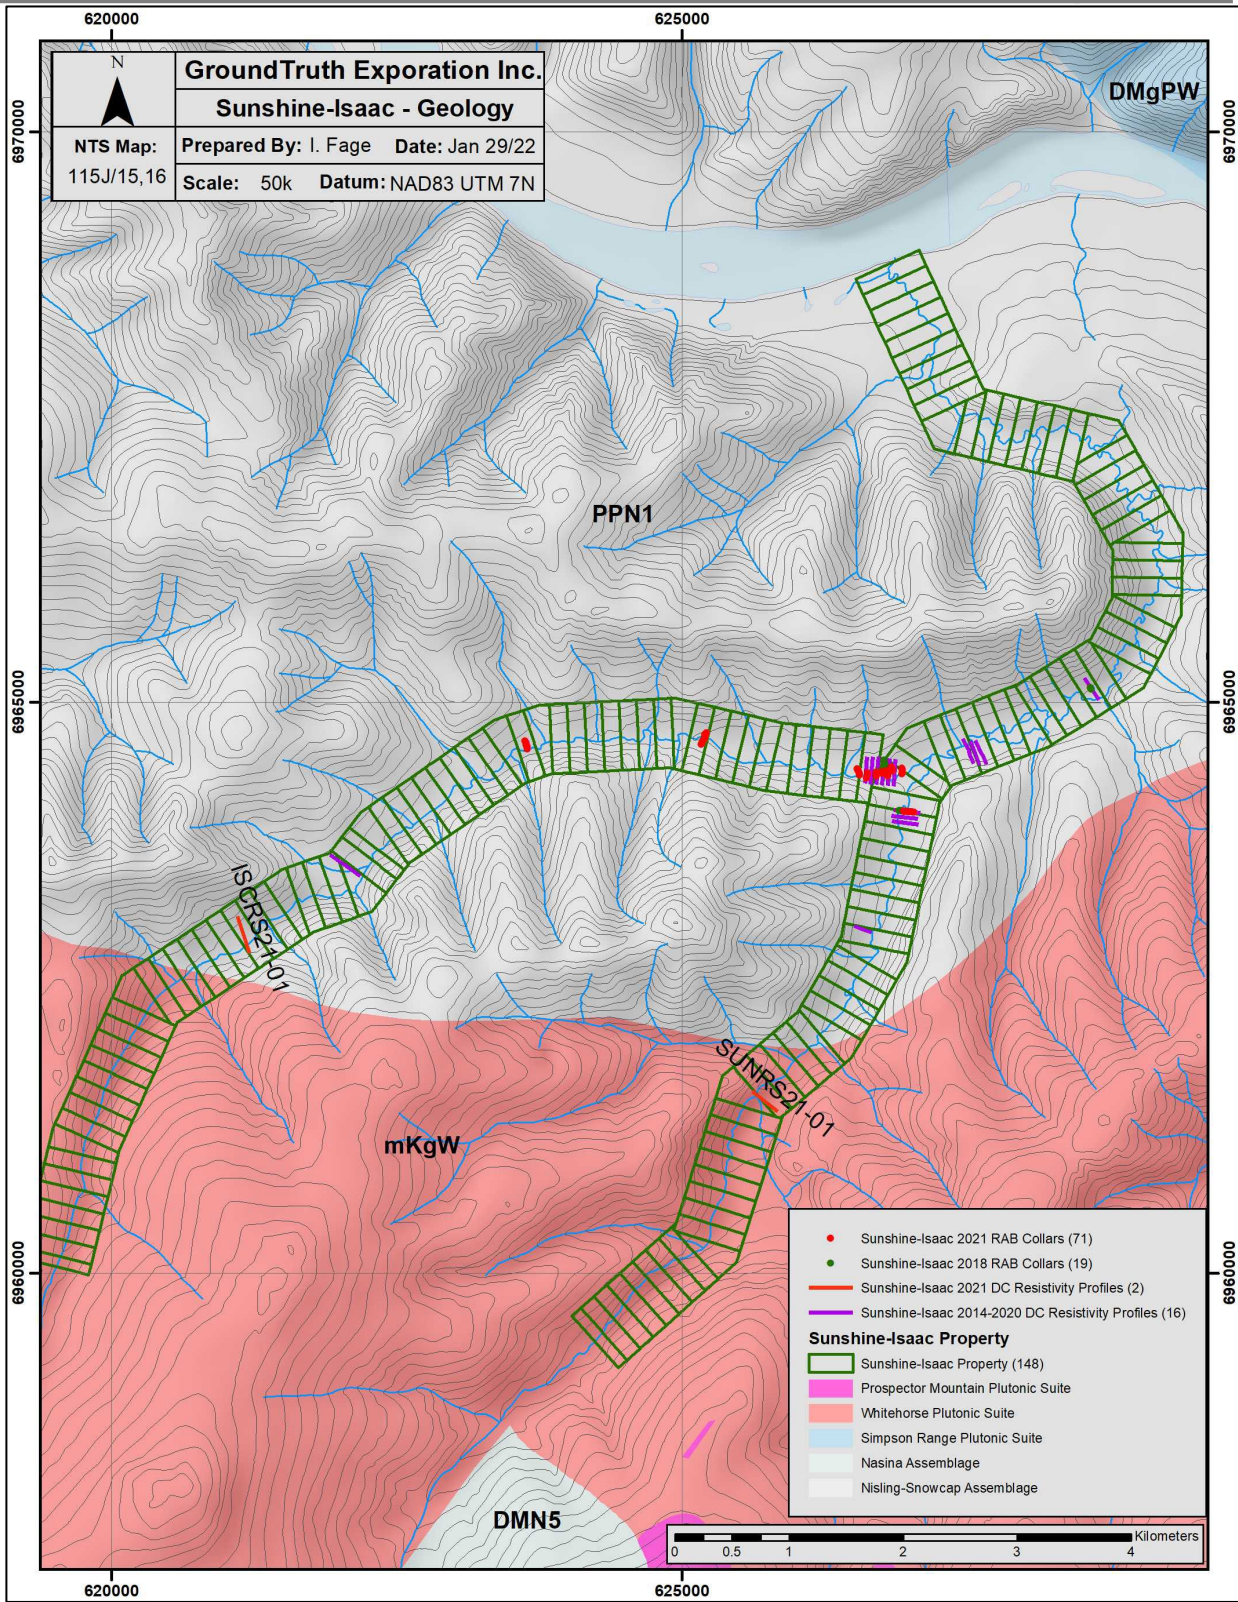 620000
625000
N
GroundTruth Exporation Inc.
Sunshine-Isaac - Geology
NTS Map:
115J/15,16
Prepared By: I. Fage Date: Jan 29/22
Scale: 50k Datum: NAD83 UTM 7N
DMgPW
6970000
6970000
PPN1
6965000
6965000
ISCRS21-01
SUNRS21-01
mKgW
6960000
6960000
Sunshine-Isaac 2021 RAB Collars (71)
Sunshine-Isaac 2018 RAB Collars (19)
Sunshine-Isaac 2021 DC Resistivity Profiles (2)
Sunshine-Isaac 2014-2020 DC Resistivity Profiles (16)
Sunshine-Isaac Property
Sunshine-Isaac Property (148)
Prospector Mountain Plutonic Suite
Whitehorse Plutonic Suite
Simpson Range Plutonic Suite
Nasina Assemblage
Nisling-Snowcap Assemblage
DMN5
Kilometers
0 0.5 1 2 3 4
620000
625000